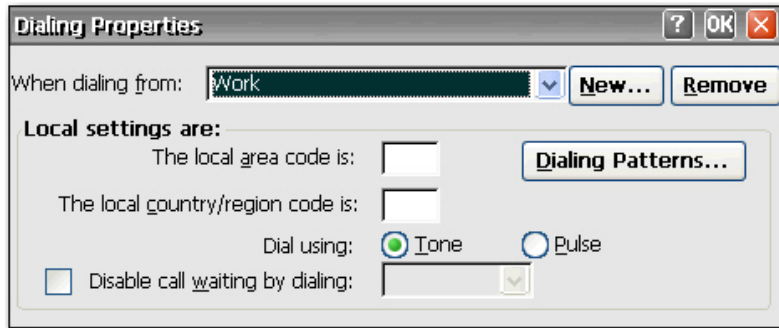 Dialing Properties ? OK X
When dialing from: Work New... Remove
Local settings are:
The local area code is: Dialing Patterns...
The local country/region code is:
Dial using: Tone Pulse
Disable call waiting by dialing: